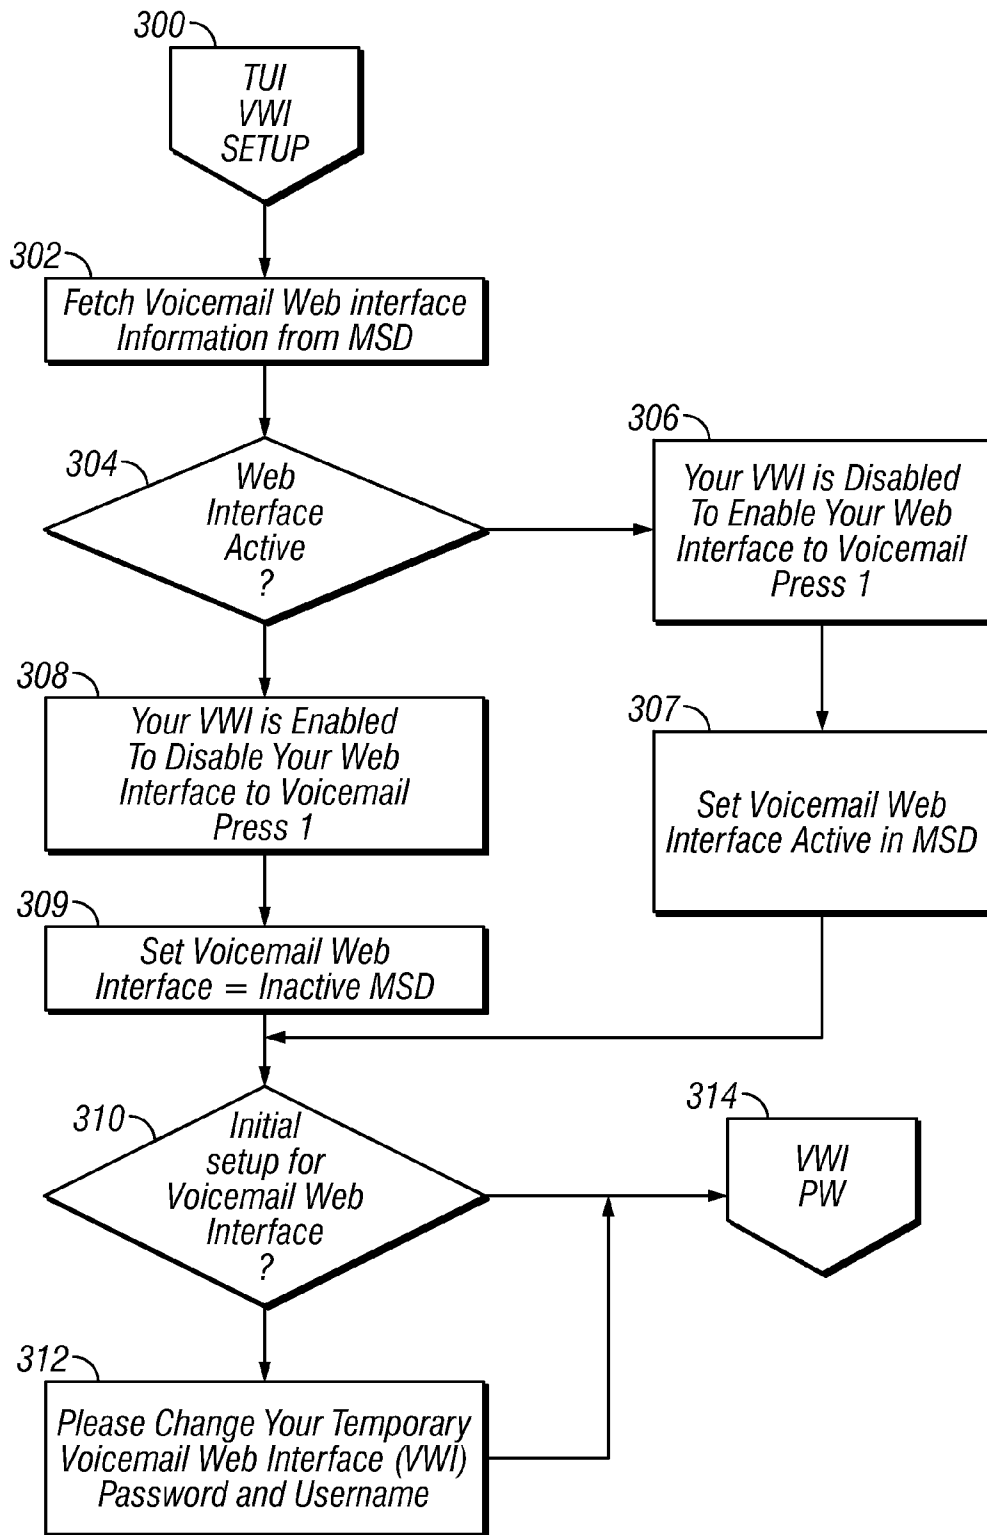 300
TUI
VWI
SETUP
302
Fetch Voicemail Web interface
Information from MSD
304
Web
Interface
Active
?
306
Your VWI is Disabled
To Enable Your Web
Interface to Voicemail
Press 1
308
Your VWI is Enabled
To Disable Your Web
Interface to Voicemail
Press 1
307
Set Voicemail Web
Interface Active in MSD
309
Set Voicemail Web
Interface = Inactive MSD
310
Initial
setup for
Voicemail Web
Interface
?
314
VWI
PW
312
Please Change Your Temporary
Voicemail Web Interface (VWI)
Password and Username